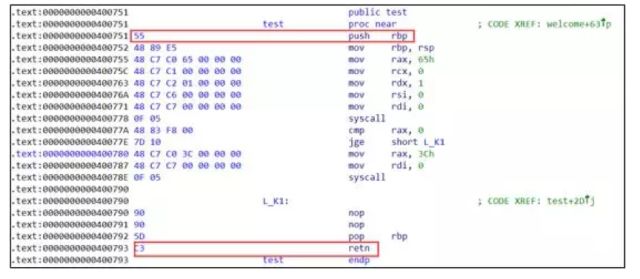 .text:0000000000400751 public test
.text:0000000000400751 test proc near ; CODE XREF: welcome+63↑p
.text:0000000000400751 55 push rbp
.text:0000000000400752 48 89 E5 mov rbp, rsp
.text:0000000000400755 48 C7 C0 65 00 00 00 mov rax, 65h
.text:000000000040075C 48 C7 C1 00 00 00 00 mov rcx, 0
.text:0000000000400763 48 C7 C2 01 00 00 00 mov rdx, 1
.text:000000000040076A 48 C7 C6 00 00 00 00 mov rsi, 0
.text:0000000000400771 48 C7 C7 00 00 00 00 mov rdi, 0
.text:0000000000400778 0F 05 syscall
.text:000000000040077A 48 83 F8 00 cmp rax, 0
.text:000000000040077E 7D 10 jge short L_K1
.text:0000000000400780 48 C7 C0 3C 00 00 00 mov rax, 3Ch
.text:0000000000400787 48 C7 C7 00 00 00 00 mov rdi, 0
.text:000000000040078E 0F 05 syscall
.text:0000000000400790
.text:0000000000400790 L_K1: ; CODE XREF: test+2D↑j
.text:0000000000400790 90 nop
.text:0000000000400791 90 nop
.text:0000000000400792 5D pop rbp
.text:0000000000400793 C3 retn
.text:0000000000400793 test endp